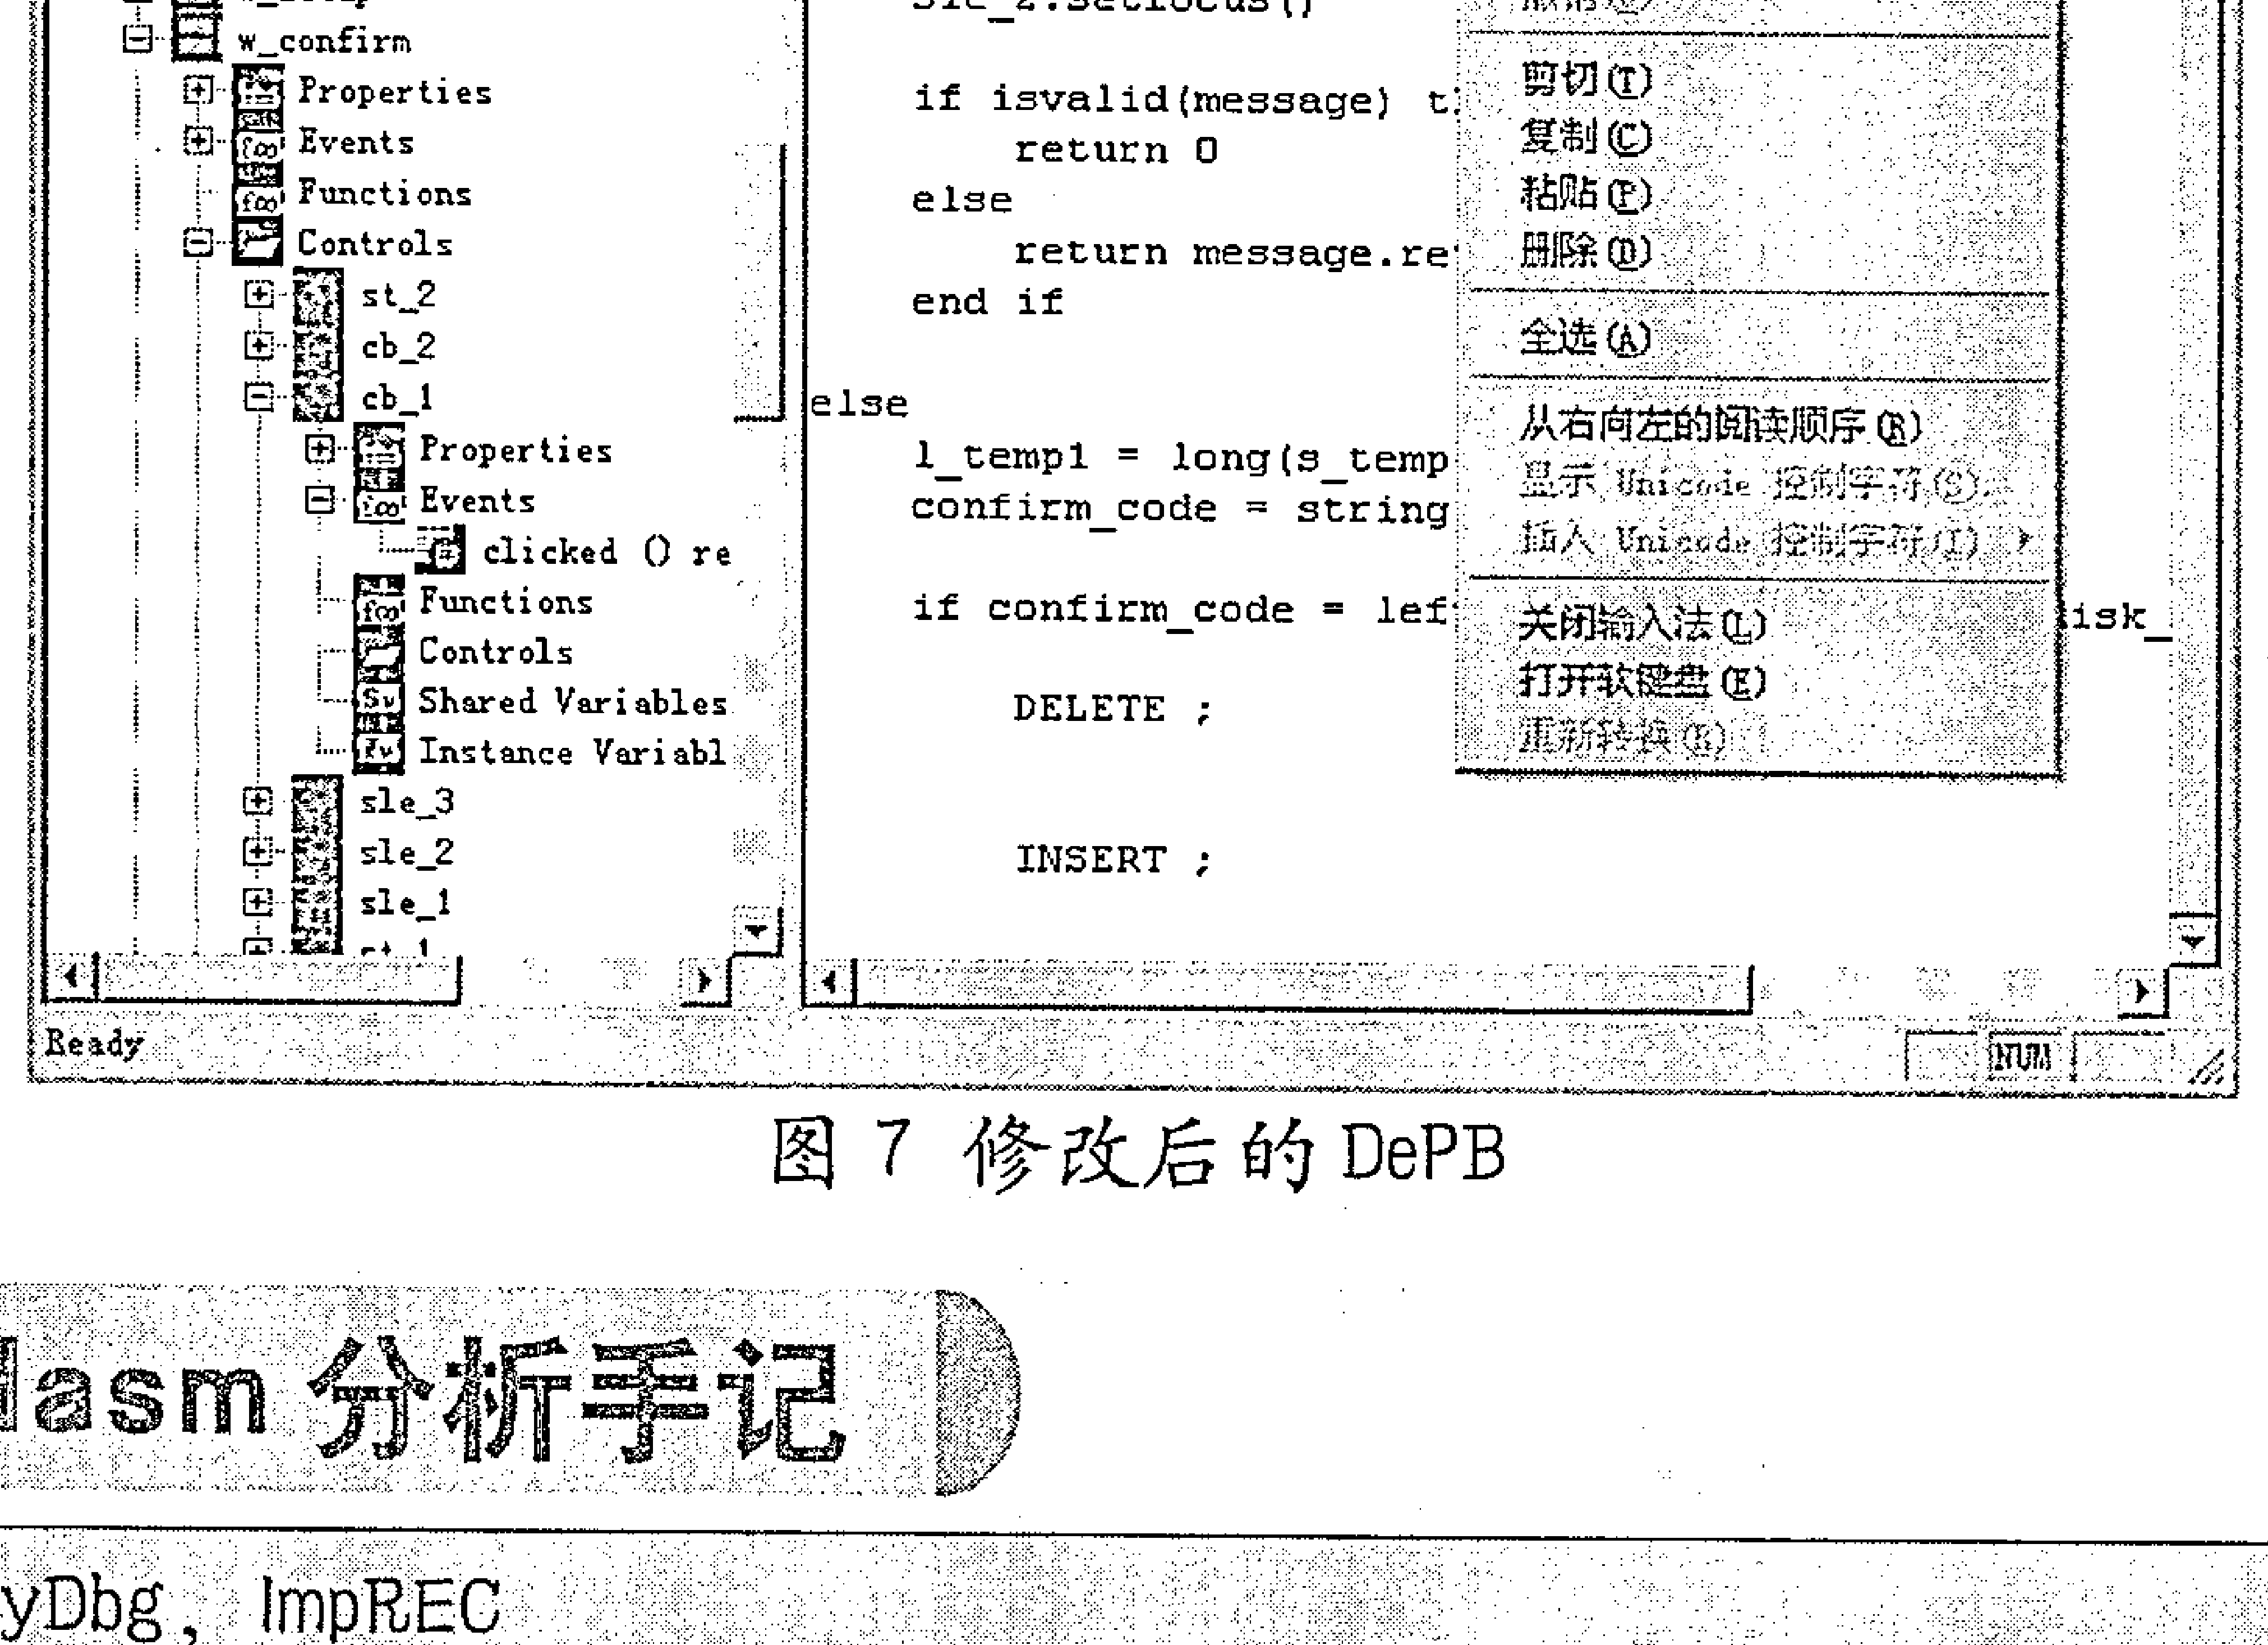 w_confirm
Properties
Events
Functions
Controls
st_2
cb_2
cb_1
Properties
Events
clicked () re
Functions
Controls
Shared Variables
Instance Variabl
sle_3
sle_2
sle_1
sle_2.setfocus()
if isvalid(message) t
return 0
else
return message.re
end if
else
l_temp1 = long(s_temp
confirm_code = string
if confirm_code = lef
isk_
DELETE ;
INSERT ;
剪切(T)
复制(C)
粘贴(P)
删除(D)
全选(A)
从右向左的阅读顺序(R)
显示 Unicode 控制字符(S)
插入 Unicode 控制字符(I)
关闭输入法(L)
打开软键盘(E)
重新转换(R)
Ready
NUM
图 7 修改后的 DePB
lasm 分析手记
yDbg, ImpREC